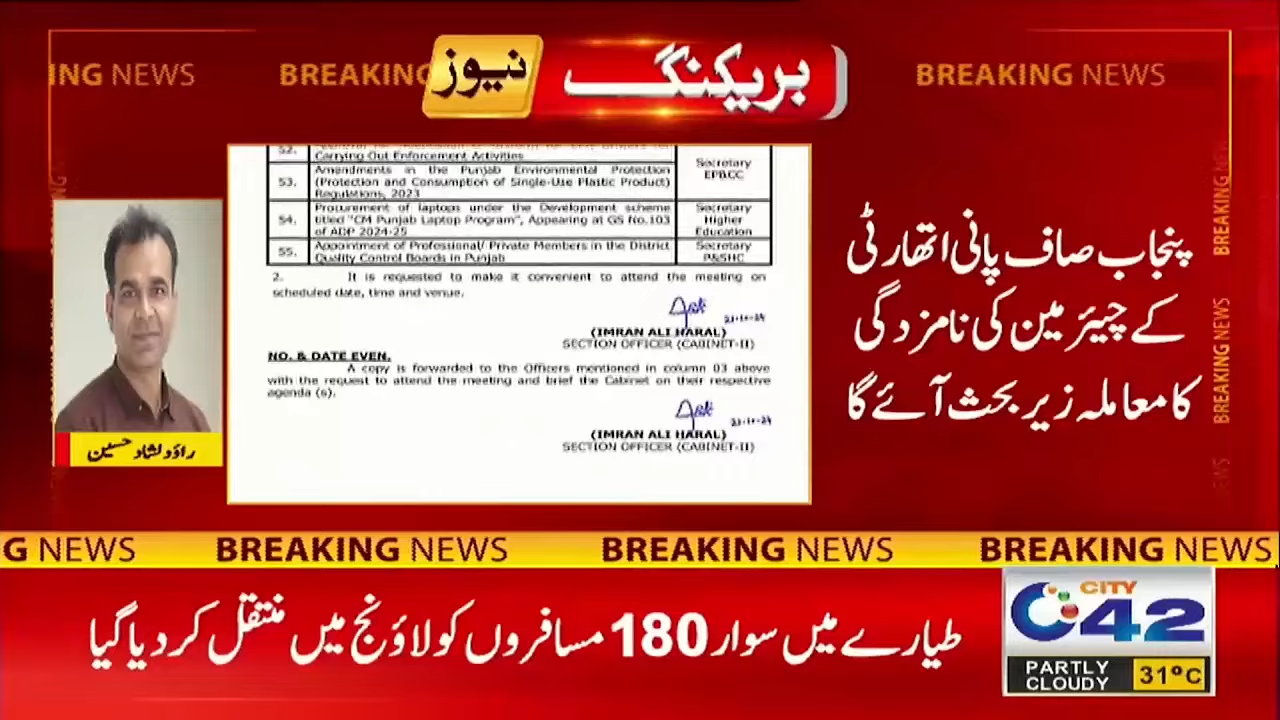 ING NEWS
BREAKING
بریکنگ نیوز
BREAKING NEWS
52.
Carrying Out Enforcement Activities
Secretary
EP&CC
53.
Amendments in the Punjab Environmental Protection
(Protection and Consumption of Single-Use Plastic Product)
Regulations, 2023
54.
Procurement of laptops under the Development scheme
titled "CM Punjab Laptop Program", Appearing at GS No.103
of ADP 2024-25
Secretary
Higher
Education
55.
Appointment of Professional/ Private Members in the District
Quality Control Boards in Punjab
Secretary
P&SHC
2. It is requested to make it convenient to attend the meeting on
scheduled date, time and venue.
(IMRAN ALI HARAL)
SECTION OFFICER (CABINET-II)
NO. & DATE EVEN.
A copy is forwarded to the Officers mentioned in column 03 above
with the request to attend the meeting and brief the Cabinet on their respective
agenda (s).
(IMRAN ALI HARAL)
SECTION OFFICER (CABINET-II)
پنجاب صاف پانی اتھارٹی
کے چیئرمین کی نامزدگی
کا معاملہ زیر بحث آئے گا
راؤ دلشاد حسین
BREAKING NEWS
BREAKING NEWS
G NEWS
BREAKING NEWS
BREAKING NEWS
BREAKING NEWS
طیارے میں سوار 180 مسافروں کو لاؤنج میں منتقل کر دیا گیا
CITY
42
PARTLY
CLOUDY
31°C